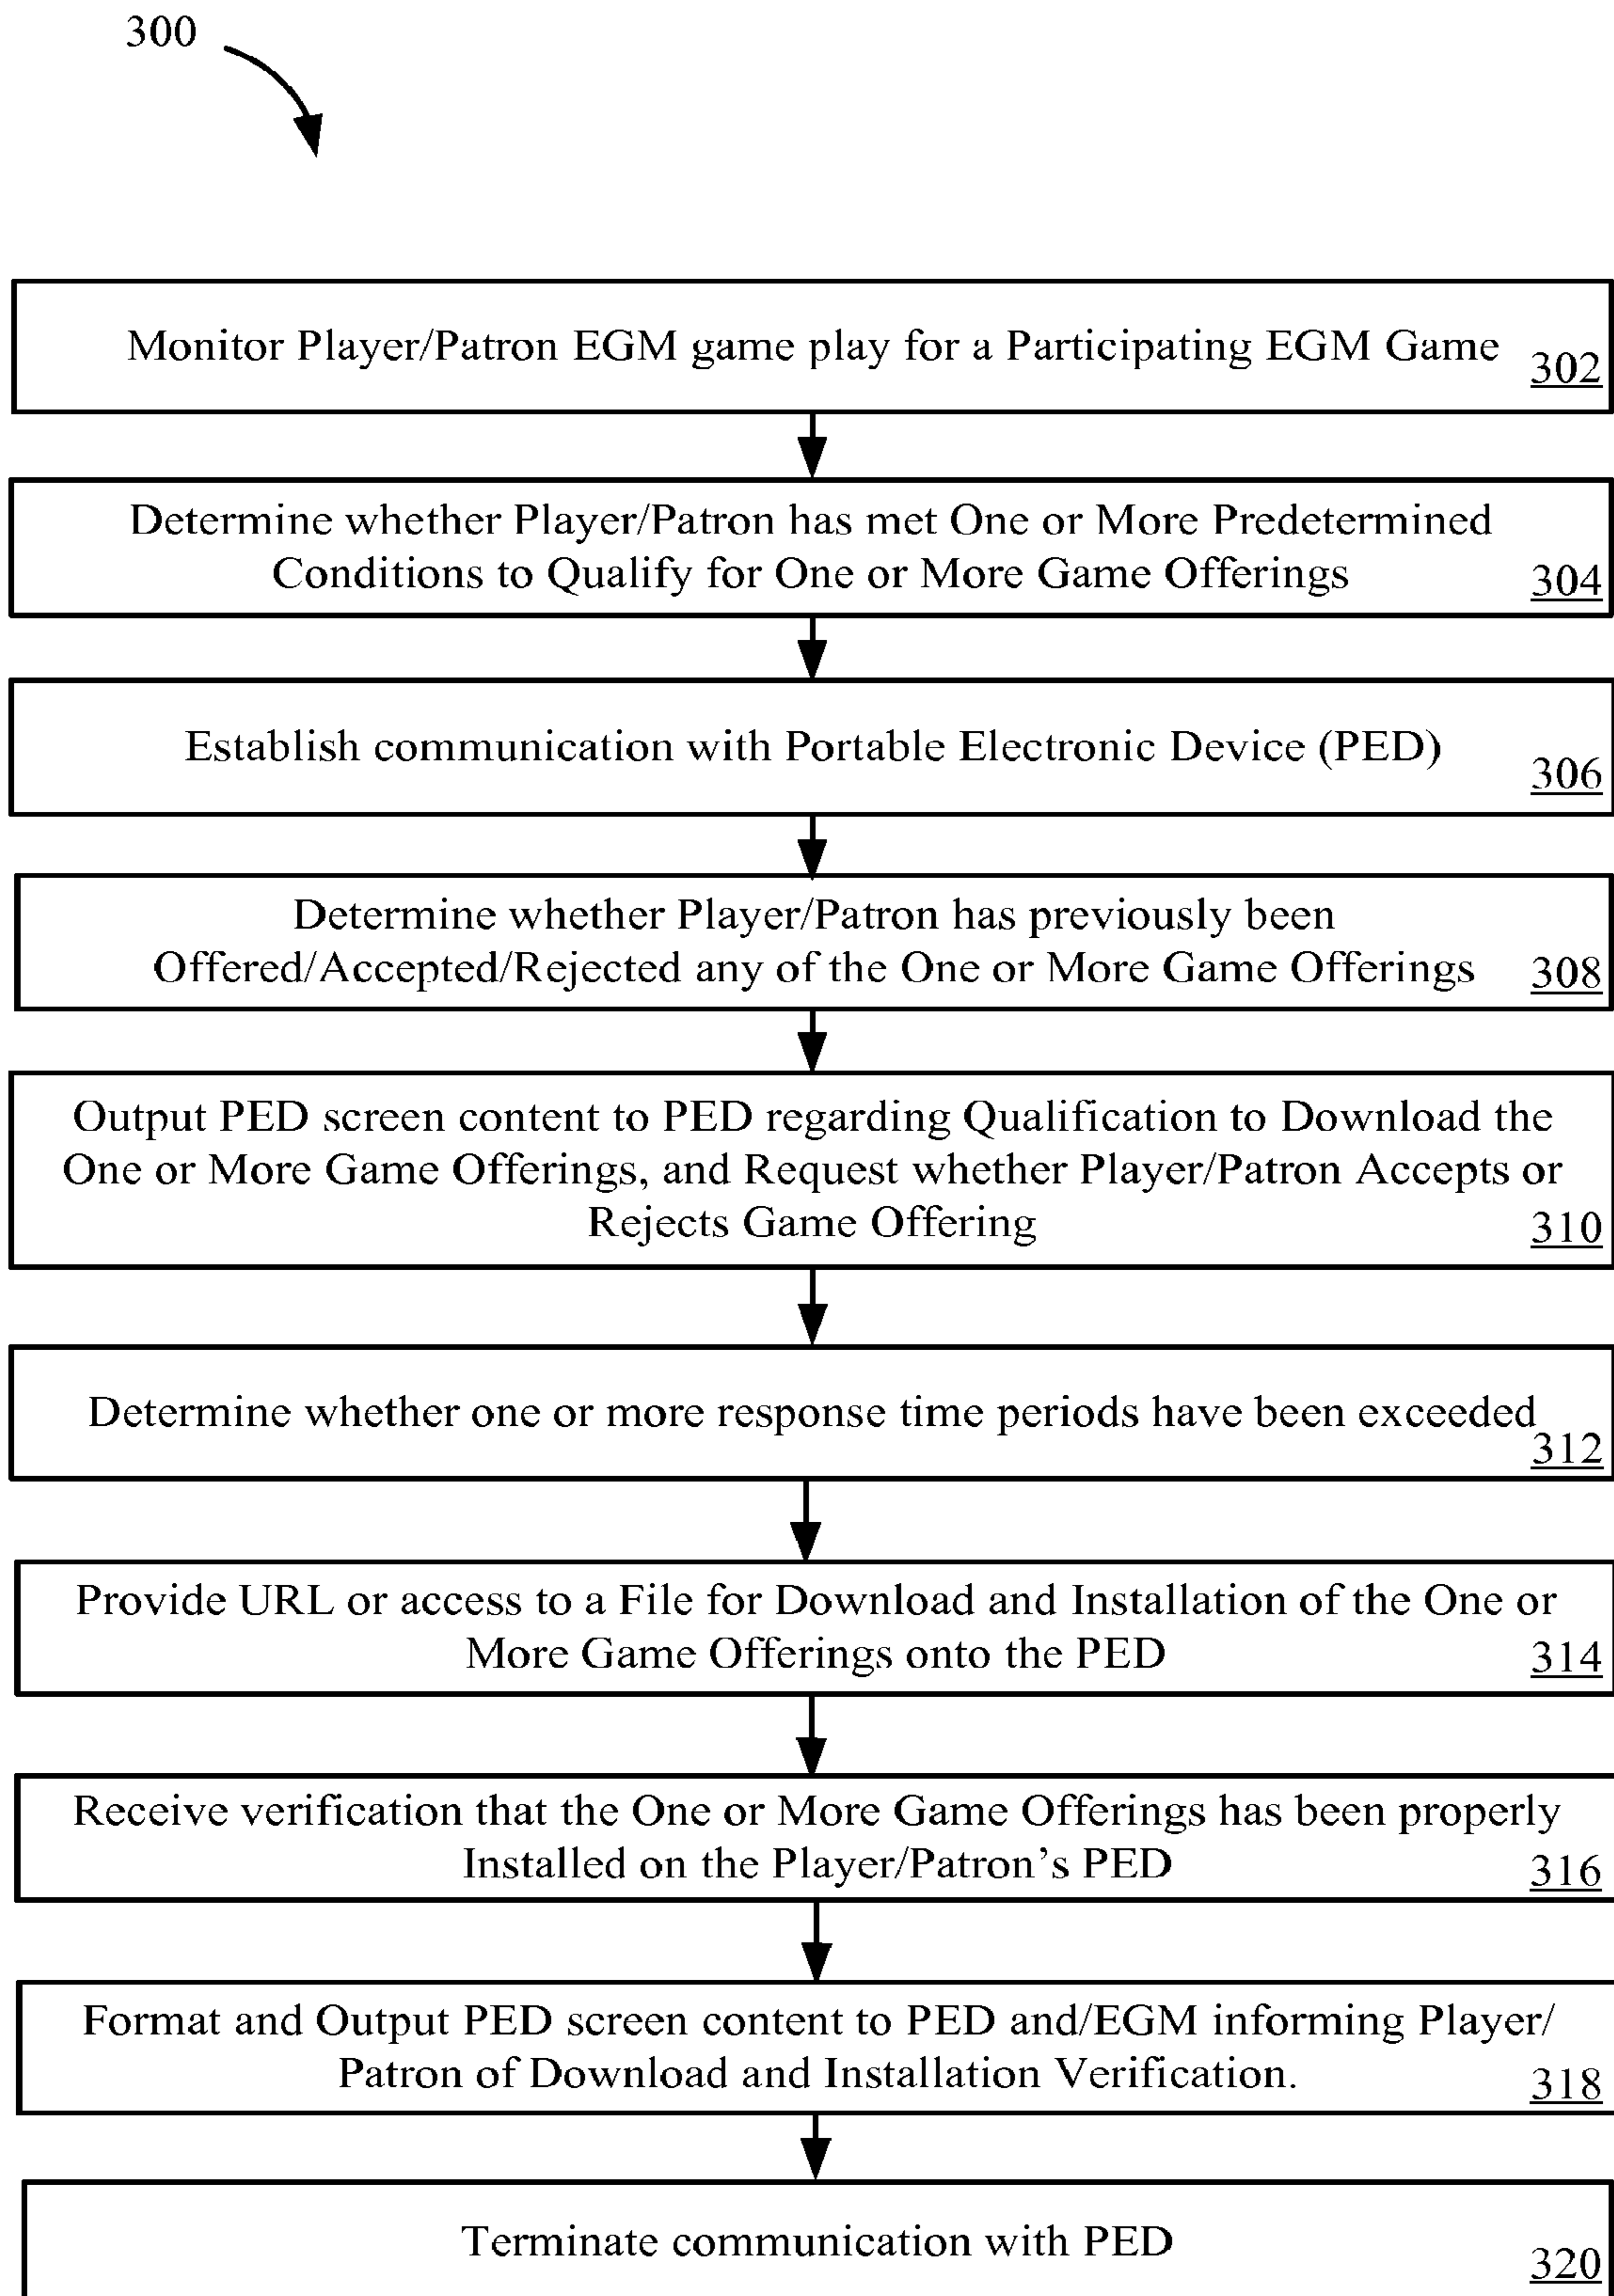 300
Monitor Player/Patron EGM game play for a Participating EGM Game
302
Determine whether Player/Patron has met One or More Predetermined
Conditions to Qualify for One or More Game Offerings
304
Establish communication with Portable Electronic Device (PED)
306
Determine whether Player/Patron has previously been
Offered/Accepted/Rejected any of the One or More Game Offerings
308
Output PED screen content to PED regarding Qualification to Download the
One or More Game Offerings, and Request whether Player/Patron Accepts or
Rejects Game Offering
310
Determine whether one or more response time periods have been exceeded
312
Provide URL or access to a File for Download and Installation of the One or
More Game Offerings onto the PED
314
Receive verification that the One or More Game Offerings has been properly
Installed on the Player/Patron’s PED
316
Format and Output PED screen content to PED and/EGM informing Player/
Patron of Download and Installation Verification.
318
Terminate communication with PED
320